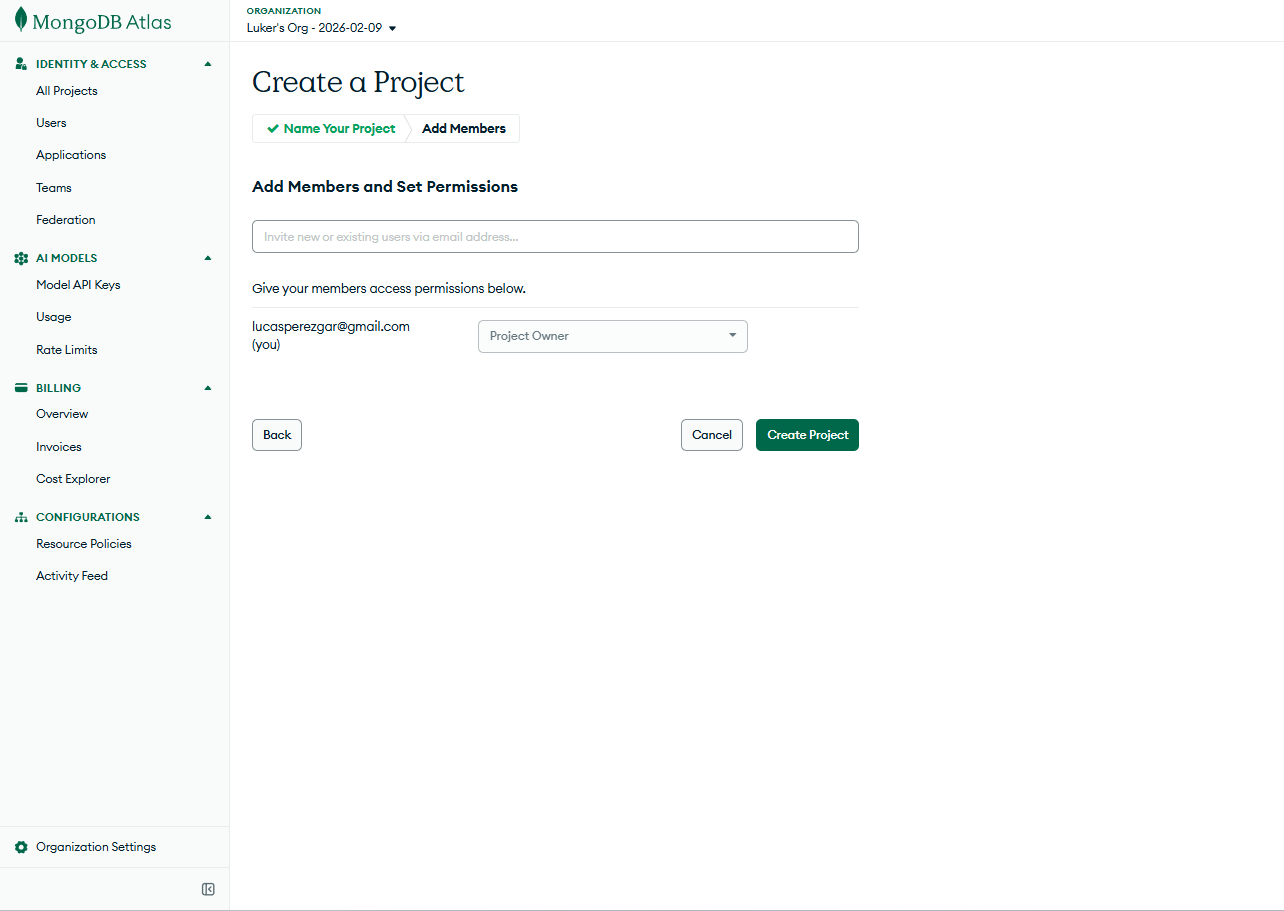 MongoDB Atlas
ORGANIZATION
Luker's Org - 2026-02-09
IDENTITY & ACCESS
All Projects
Users
Applications
Teams
Federation
AI MODELS
Model API Keys
Usage
Rate Limits
BILLING
Overview
Invoices
Cost Explorer
CONFIGURATIONS
Resource Policies
Activity Feed
Organization Settings
Create a Project
Name Your Project
Add Members
Add Members and Set Permissions
Invite new or existing users via email address...
Give your members access permissions below.
lucasperezgar@gmail.com
(you)
Project Owner
Back
Cancel
Create Project